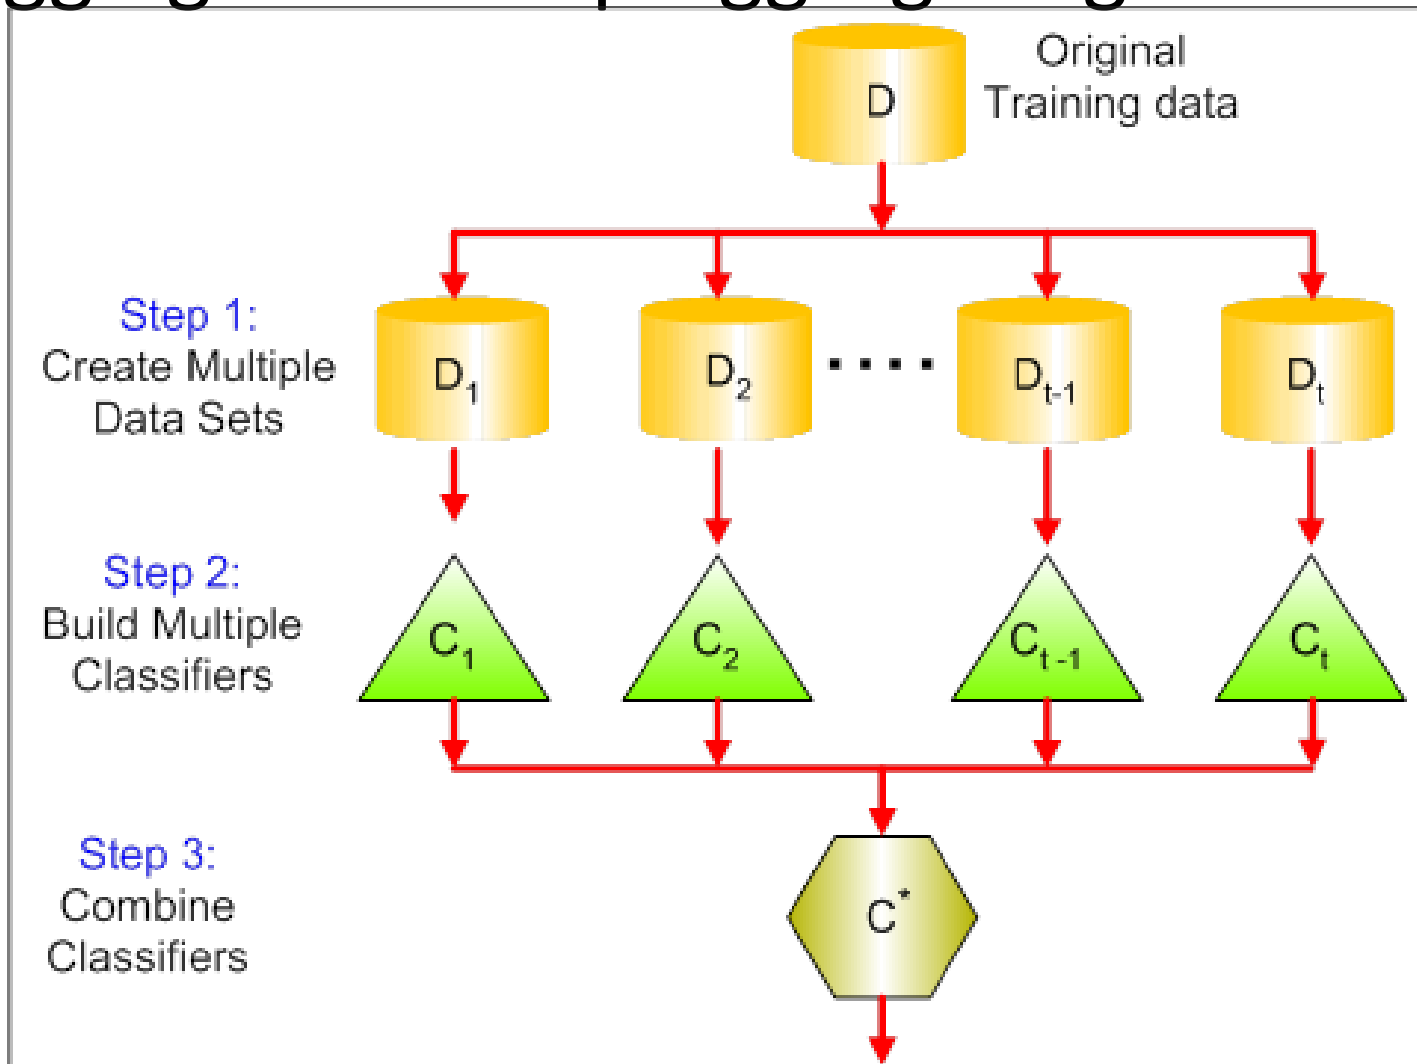 D
Original
Training data
Step 1:
Create Multiple
Data Sets
D1
D2
....
Dt-1
Dt
Step 2:
Build Multiple
Classifiers
C1
C2
Ct-1
Ct
Step 3:
Combine
Classifiers
C*